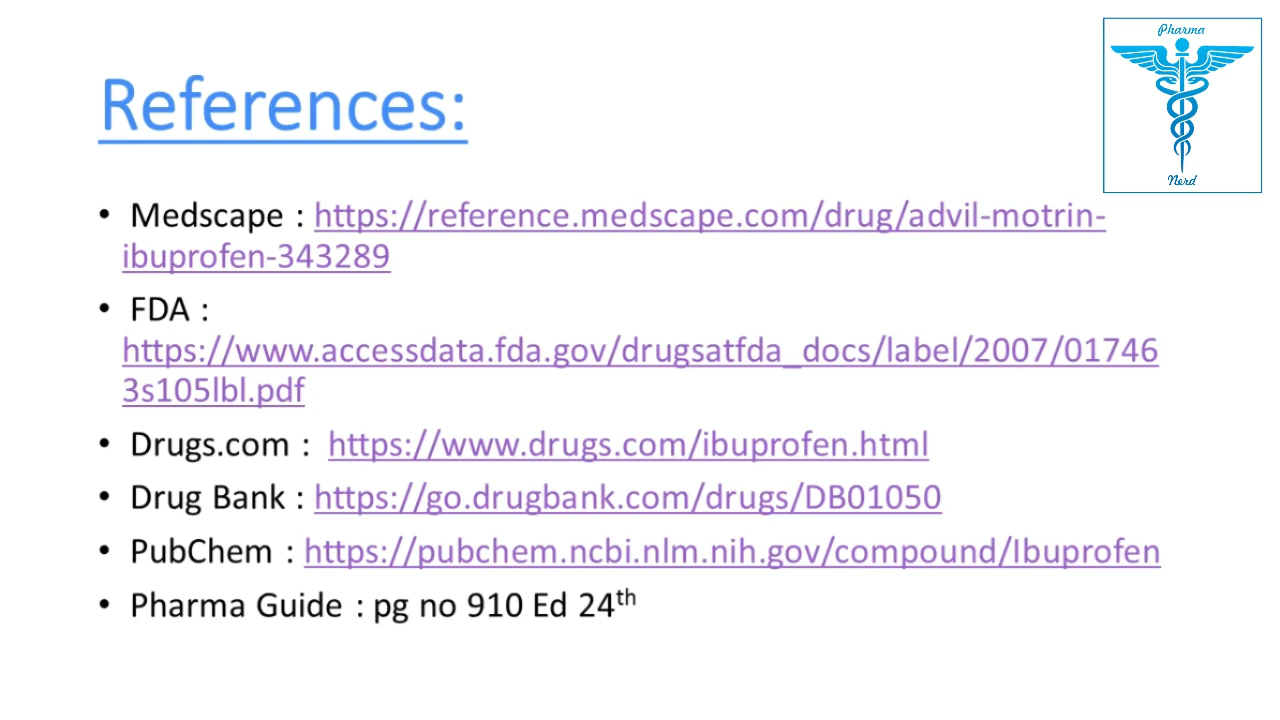 Pharma
References:
Nerd
• Medscape : https://reference.medscape.com/drug/advil-motrin-
ibuprofen-343289
• FDA :
https://www.accessdata.fda.gov/drugsatfda_docs/label/2007/01746
3s105lbl.pdf
• Drugs.com : https://www.drugs.com/ibuprofen.html
• Drug Bank : https://go.drugbank.com/drugs/DB01050
• PubChem : https://pubchem.ncbi.nlm.nih.gov/compound/Ibuprofen
• Pharma Guide : pg no 910 Ed 24th